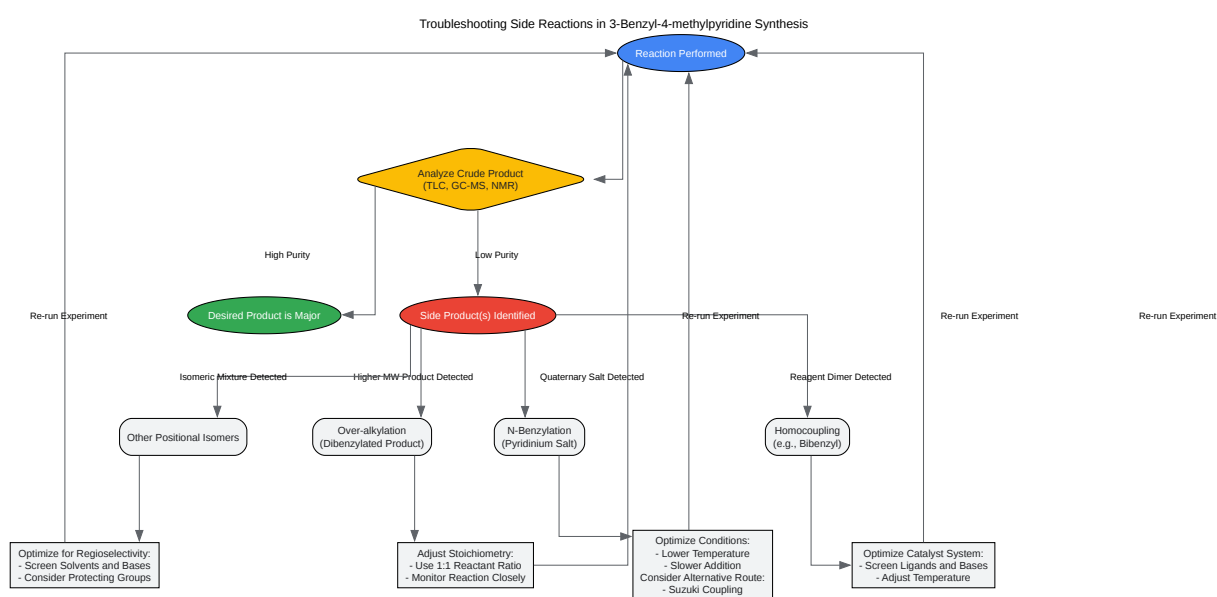 Troubleshooting Side Reactions in 3-Benzyl-4-methylpyridine Synthesis
Reaction Performed
Analyze Crude Product
(TLC, GC-MS, NMR)
High Purity
Low Purity
Desired Product is Major
Side Product(s) Identified
Re-run Experiment
Re-run Experiment
Re-run Experiment
Re-run Experiment
Isomeric Mixture Detected
Higher MW Product Detected
Quaternary Salt Detected
Reagent Dimer Detected
Other Positional Isomers
Over-alkylation
(Dibenzylated Product)
N-Benzylation
(Pyridinium Salt)
Homocoupling
(e.g., Bibenzyl)
Optimize for Regioselectivity:
- Screen Solvents and Bases
- Consider Protecting Groups
Adjust Stoichiometry:
- Use 1:1 Reactant Ratio
- Monitor Reaction Closely
Optimize Conditions:
- Lower Temperature
- Slower Addition
Consider Alternative Route:
- Suzuki Coupling
Optimize Catalyst System:
- Screen Ligands and Bases
- Adjust Temperature